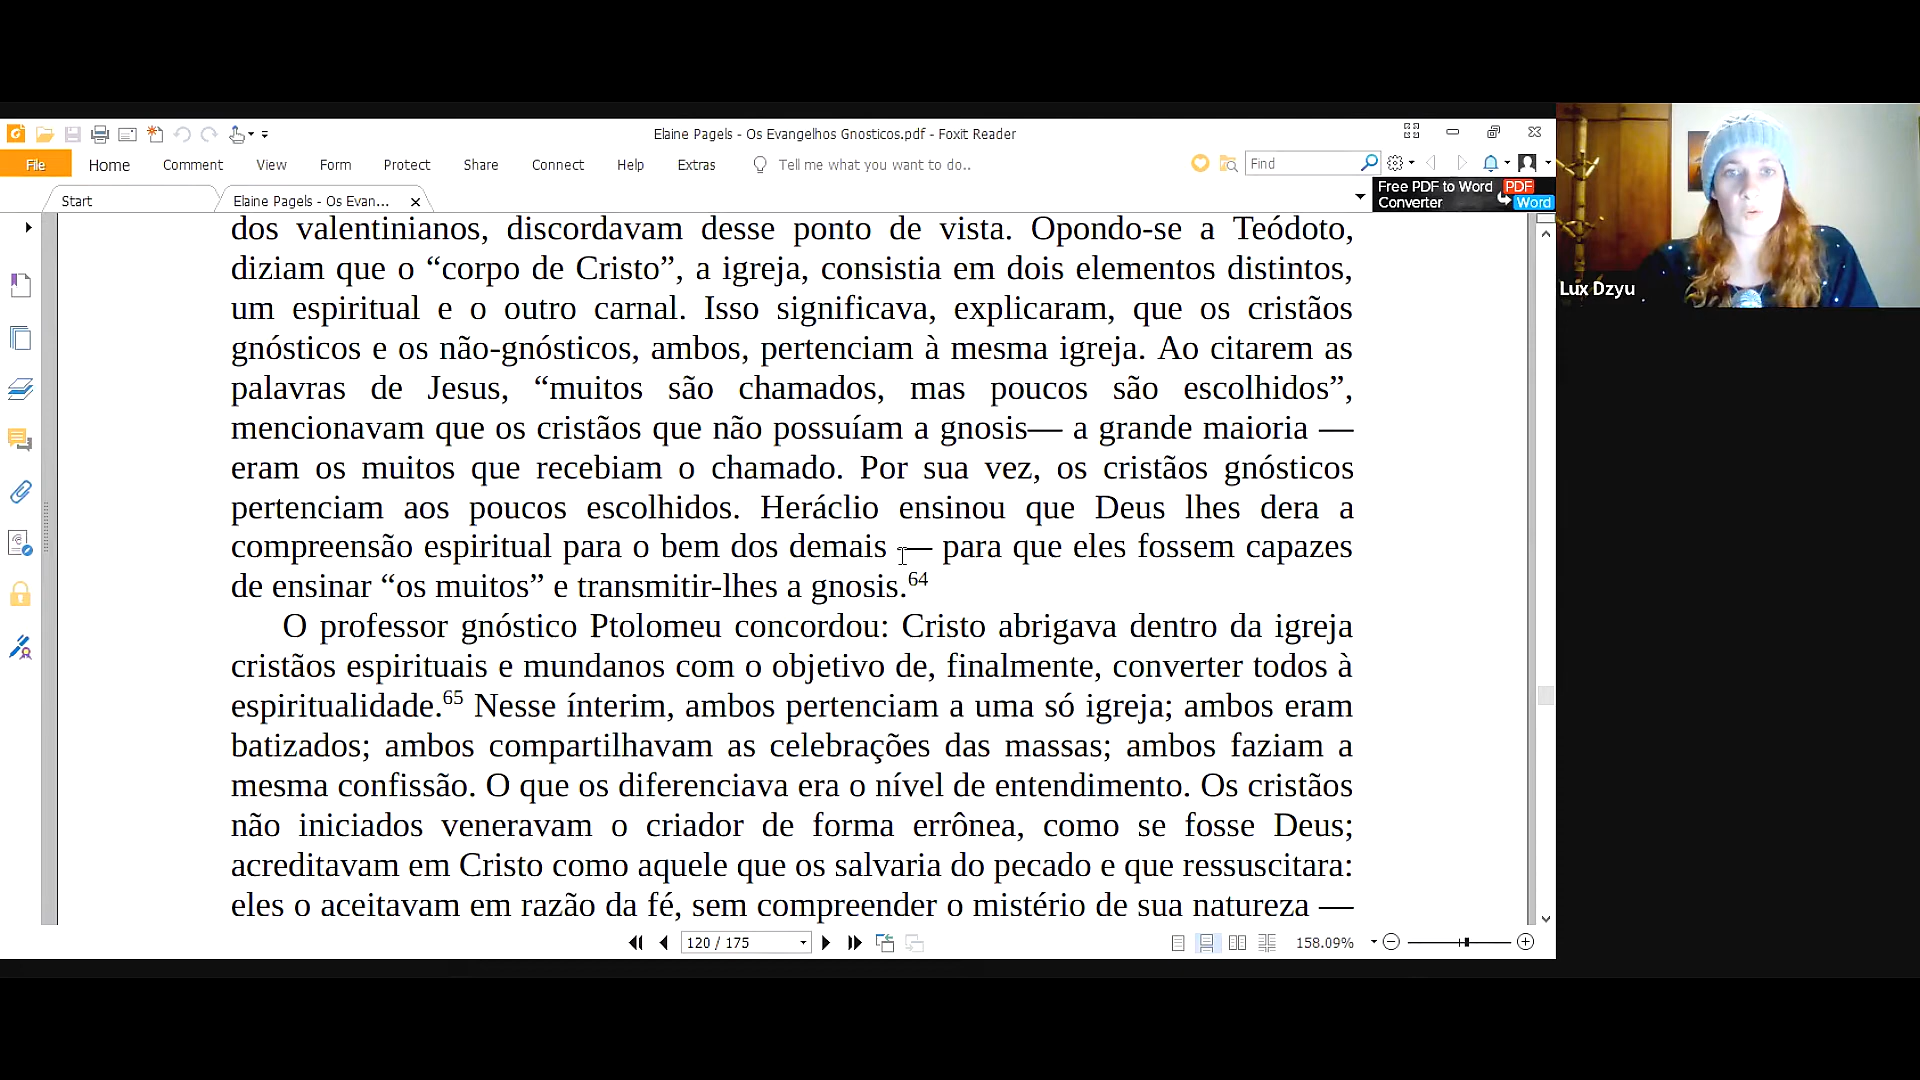 Elaine Pagels - Os Evangelhos Gnosticos.pdf - Foxit Reader
File Home Comment View Form Protect Share Connect Help Extras Tell me what you want to do.. Find
Start Elaine Pagels - Os Evan... Free PDF to Word Converter PDF Word
dos valentinianos, discordavam desse ponto de vista. Opondo-se a Teódoto,
diziam que o “corpo de Cristo”, a igreja, consistia em dois elementos distintos,
um espiritual e o outro carnal. Isso significava, explicaram, que os cristãos
gnósticos e os não-gnósticos, ambos, pertenciam à mesma igreja. Ao citarem as
palavras de Jesus, “muitos são chamados, mas poucos são escolhidos”,
mencionavam que os cristãos que não possuíam a gnosis— a grande maioria —
eram os muitos que recebiam o chamado. Por sua vez, os cristãos gnósticos
pertenciam aos poucos escolhidos. Heráclio ensinou que Deus lhes dera a
compreensão espiritual para o bem dos demais — para que eles fossem capazes
de ensinar “os muitos” e transmitir-lhes a gnosis.64
O professor gnóstico Ptolomeu concordou: Cristo abrigava dentro da igreja
cristãos espirituais e mundanos com o objetivo de, finalmente, converter todos à
espiritualidade.65 Nesse ínterim, ambos pertenciam a uma só igreja; ambos eram
batizados; ambos compartilhavam as celebrações das massas; ambos faziam a
mesma confissão. O que os diferenciava era o nível de entendimento. Os cristãos
não iniciados veneravam o criador de forma errônea, como se fosse Deus;
acreditavam em Cristo como aquele que os salvaria do pecado e que ressuscitara:
eles o aceitavam em razão da fé, sem compreender o mistério de sua natureza —
120 / 175 158.09%
Lux Dzyu